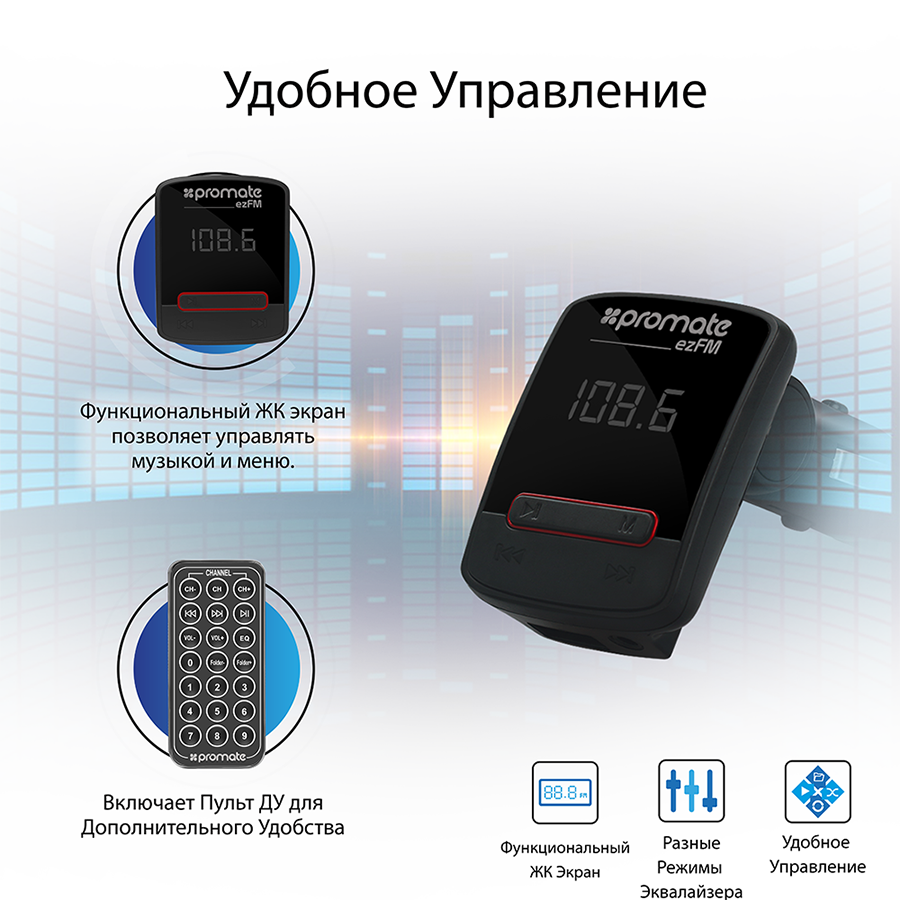 Удобное Управление
promate
ezFM
108.6
Функциональный ЖК экран
позволяет управлять
музыкой и меню.
promate
ezFM
108.6
M
CHANNEL
CH- CH CH+
VOL- VOL+ EQ
0 Folder- Folder+
1 2 3
4 5 6
7 8 9
promate
Включает Пульт ДУ для
Дополнительного Удобства
88.8 FM
Функциональный
ЖК Экран
Разные
Режимы
Эквалайзера
Удобное
Управление